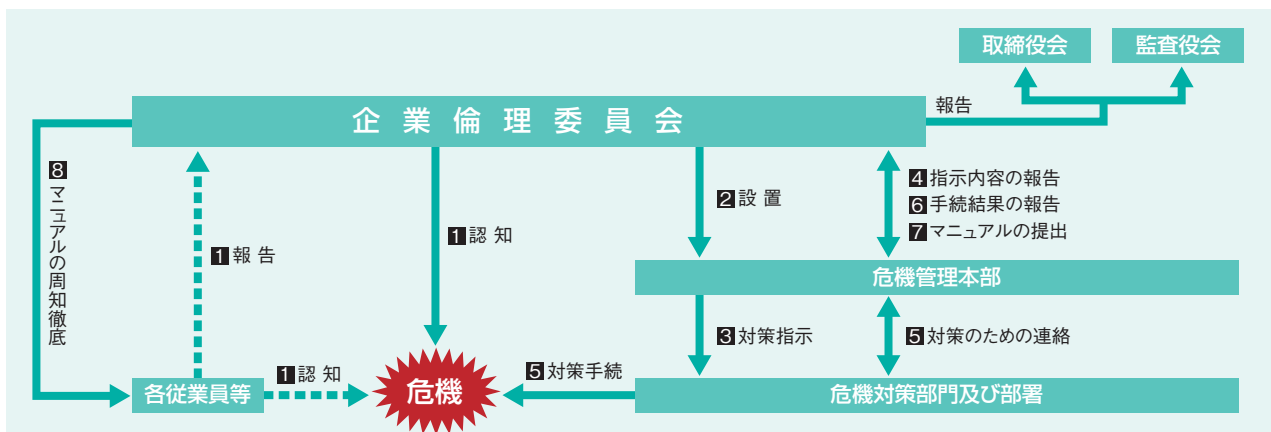 取締役会
監査役会
企業倫理委員会
報告
8 マニュアルの周知徹底
1 報告
1 認知
2 設置
4 指示内容の報告
6 手続結果の報告
7 マニュアルの提出
危機管理本部
3 対策指示
5 対策のための連絡
1 認知
5 対策手続
各従業員等
危機
危機対策部門及び部署